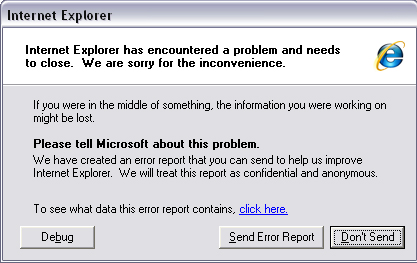 Internet Explorer
Internet Explorer has encountered a problem and needs
to close.  We are sorry for the inconvenience.
If you were in the middle of something, the information you were working on
might be lost.
Please tell Microsoft about this problem.
We have created an error report that you can send to help us improve
Internet Explorer.  We will treat this report as confidential and anonymous.
To see what data this error report contains, click here.
Debug
Send Error Report
Don't Send